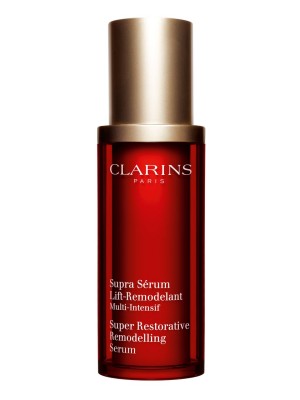 CLARINS
PARIS
Supra Sérum
Lift-Remodelant
Multi-Intensif
Super Restorative
Remodelling
Serum